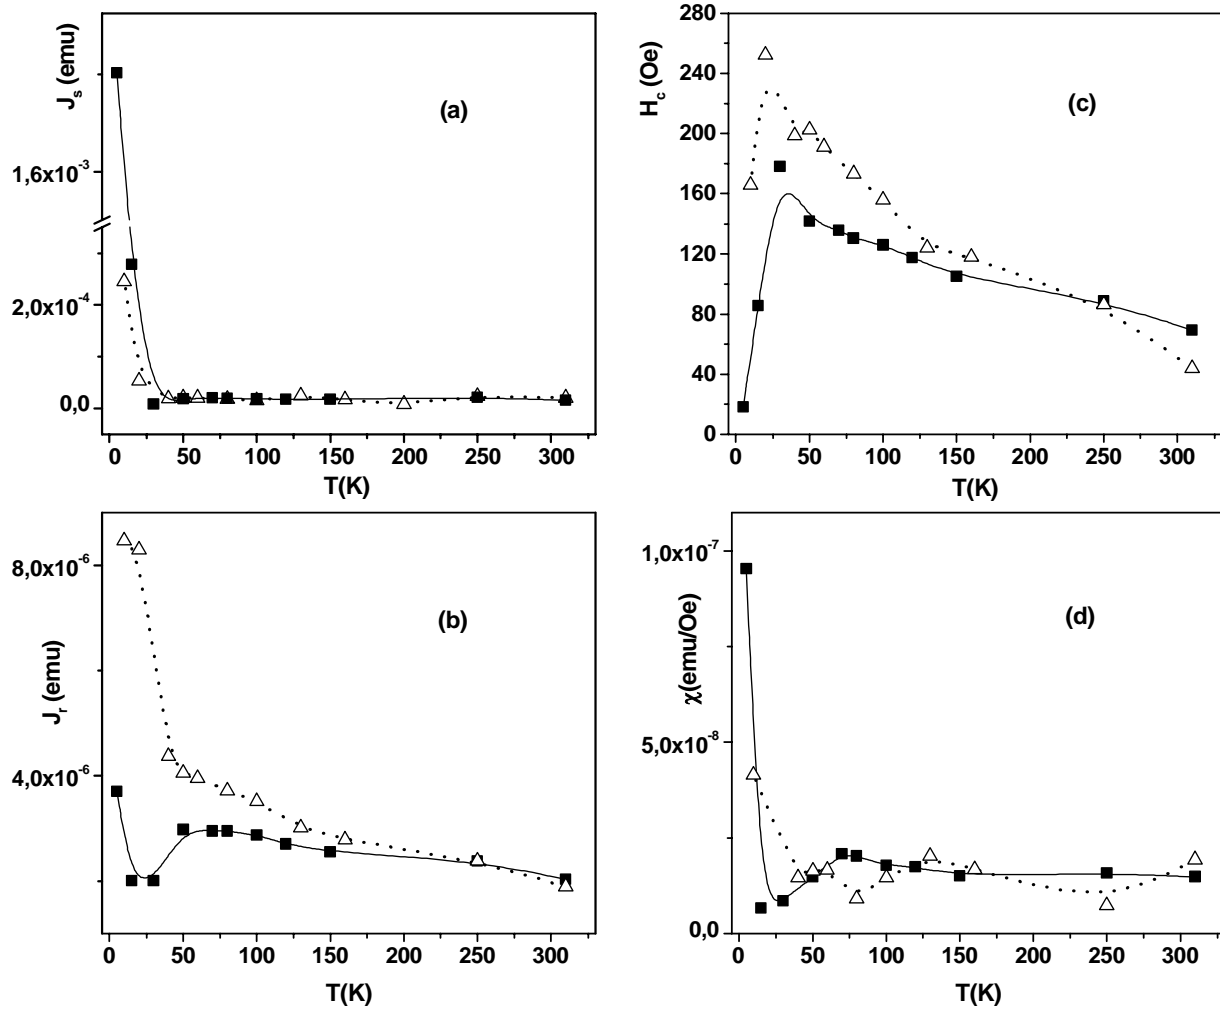 J_s (emu)
(a)
1,6x10^-3
2,0x10^-4
0,0
0 50 100 150 200 250 300
T(K)
H_c (Oe)
(c)
280
240
200
160
120
80
40
0
0 50 100 150 200 250 300
T(K)
J_r (emu)
(b)
8,0x10^-6
4,0x10^-6
0 50 100 150 200 250 300
T(K)
χ(emu/Oe)
(d)
1,0x10^-7
5,0x10^-8
0,0
0 50 100 150 200 250 300
T(K)